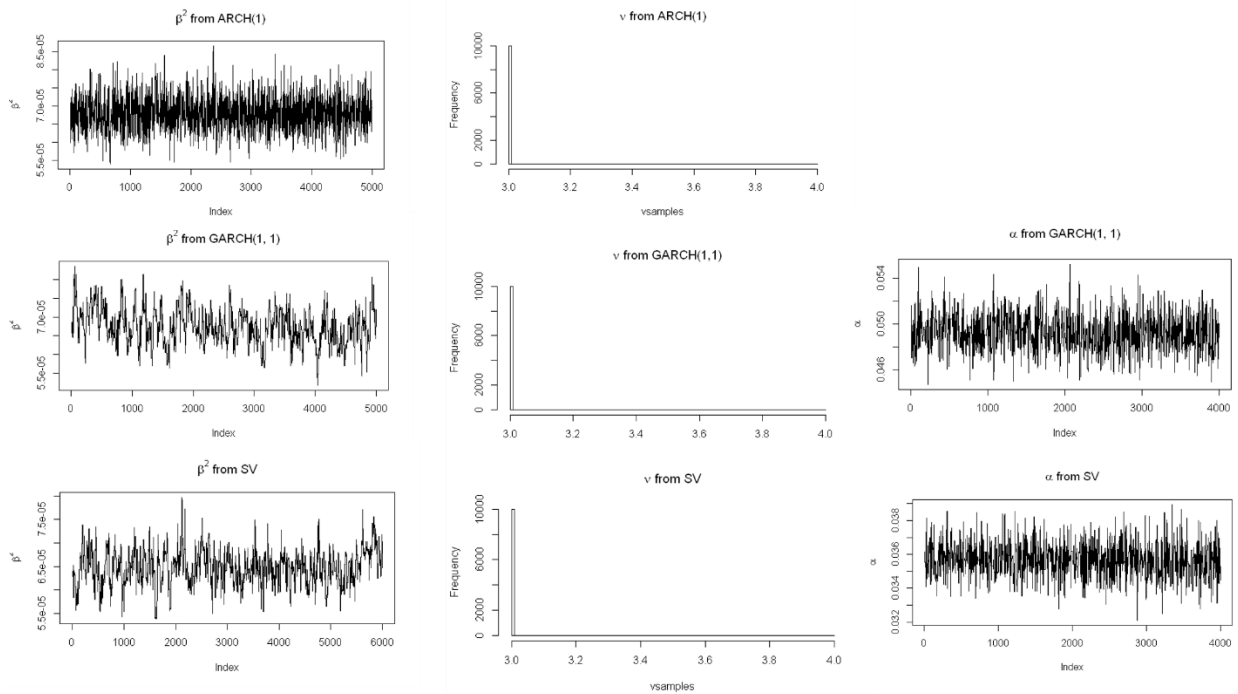 β² from ARCH(1)
β²
5.5e-05 7.0e-05 8.5e-05
0 1000 2000 3000 4000 5000
Index
ν from ARCH(1)
Frequency
0 2000 4000 6000 8000 10000
3.0 3.2 3.4 3.6 3.8 4.0
vsamples
β² from GARCH(1, 1)
β²
5.5e-05 7.0e-05
0 1000 2000 3000 4000 5000
Index
ν from GARCH(1,1)
Frequency
0 2000 4000 6000 8000 10000
3.0 3.2 3.4 3.6 3.8 4.0
α from GARCH(1, 1)
α
0.046 0.050 0.054
0 1000 2000 3000 4000
Index
β² from SV
β²
5.5e-05 6.5e-05 7.5e-05
0 1000 2000 3000 4000 5000 6000
Index
ν from SV
Frequency
0 2000 4000 6000 8000 10000
3.0 3.2 3.4 3.6 3.8 4.0
vsamples
α from SV
α
0.032 0.034 0.036 0.038
0 1000 2000 3000 4000
Index